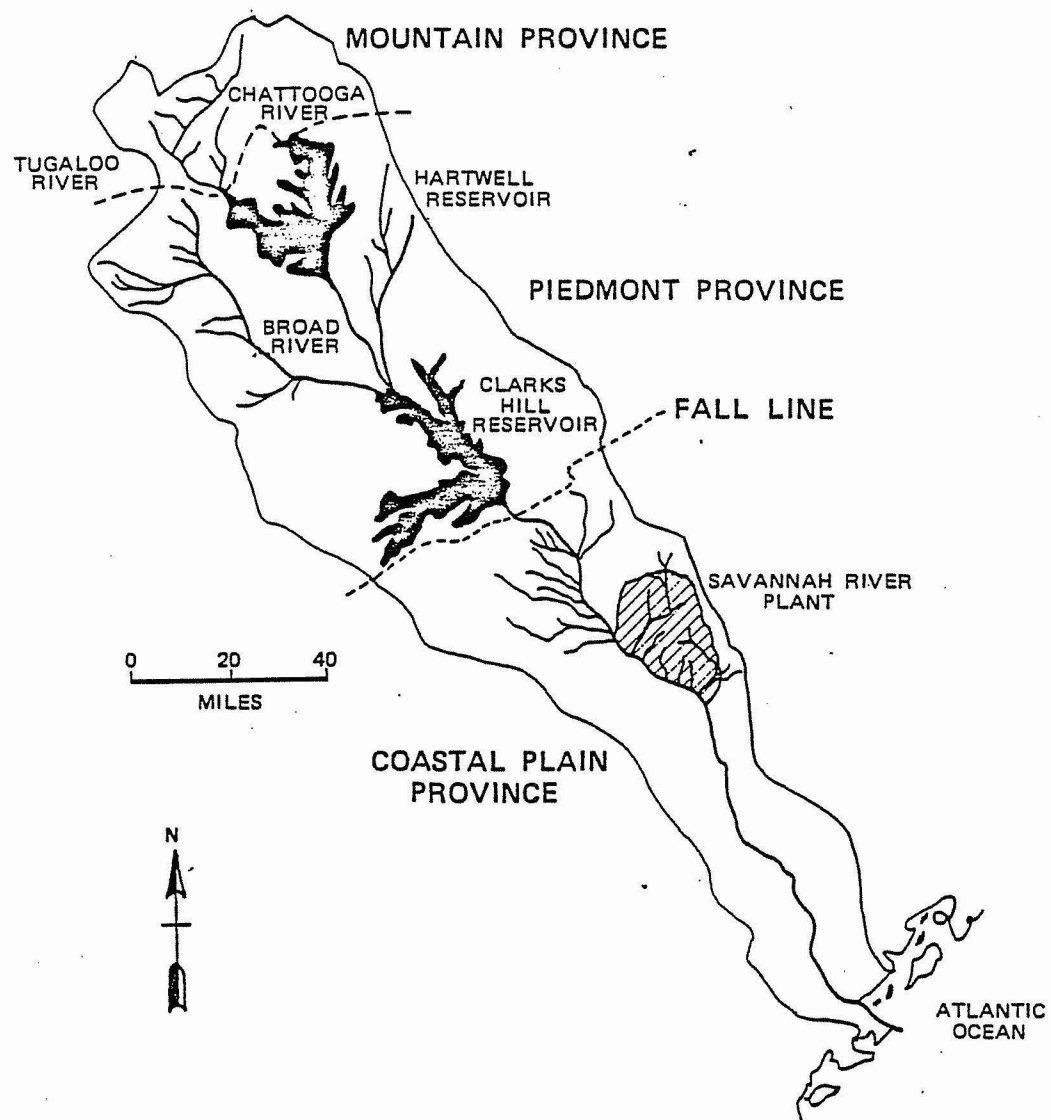 MOUNTAIN PROVINCE
CHATTOOGA
RIVER
TUGALOO
RIVER
HARTWELL
RESERVOIR
PIEDMONT PROVINCE
BROAD
RIVER
CLARKS
HILL
RESERVOIR
FALL LINE
SAVANNAH RIVER
PLANT
0 20 40
MILES
COASTAL PLAIN
PROVINCE
N
ATLANTIC
OCEAN